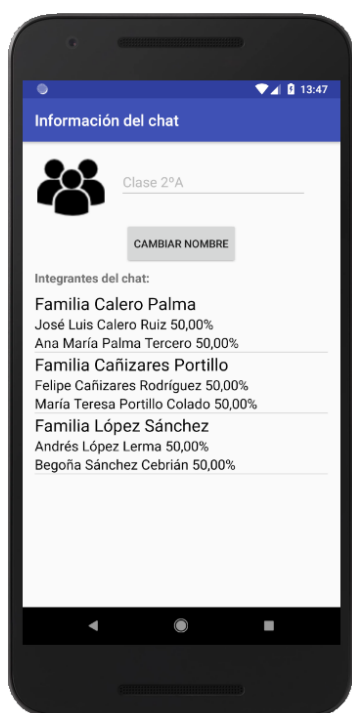 13:47
Información del chat
Clase 2ºA
CAMBIAR NOMBRE
Integrantes del chat:
Familia Calero Palma
José Luis Calero Ruiz 50,00%
Ana María Palma Tercero 50,00%
Familia Cañizares Portillo
Felipe Cañizares Rodríguez 50,00%
María Teresa Portillo Colado 50,00%
Familia López Sánchez
Andrés López Lerma 50,00%
Begoña Sánchez Cebrián 50,00%